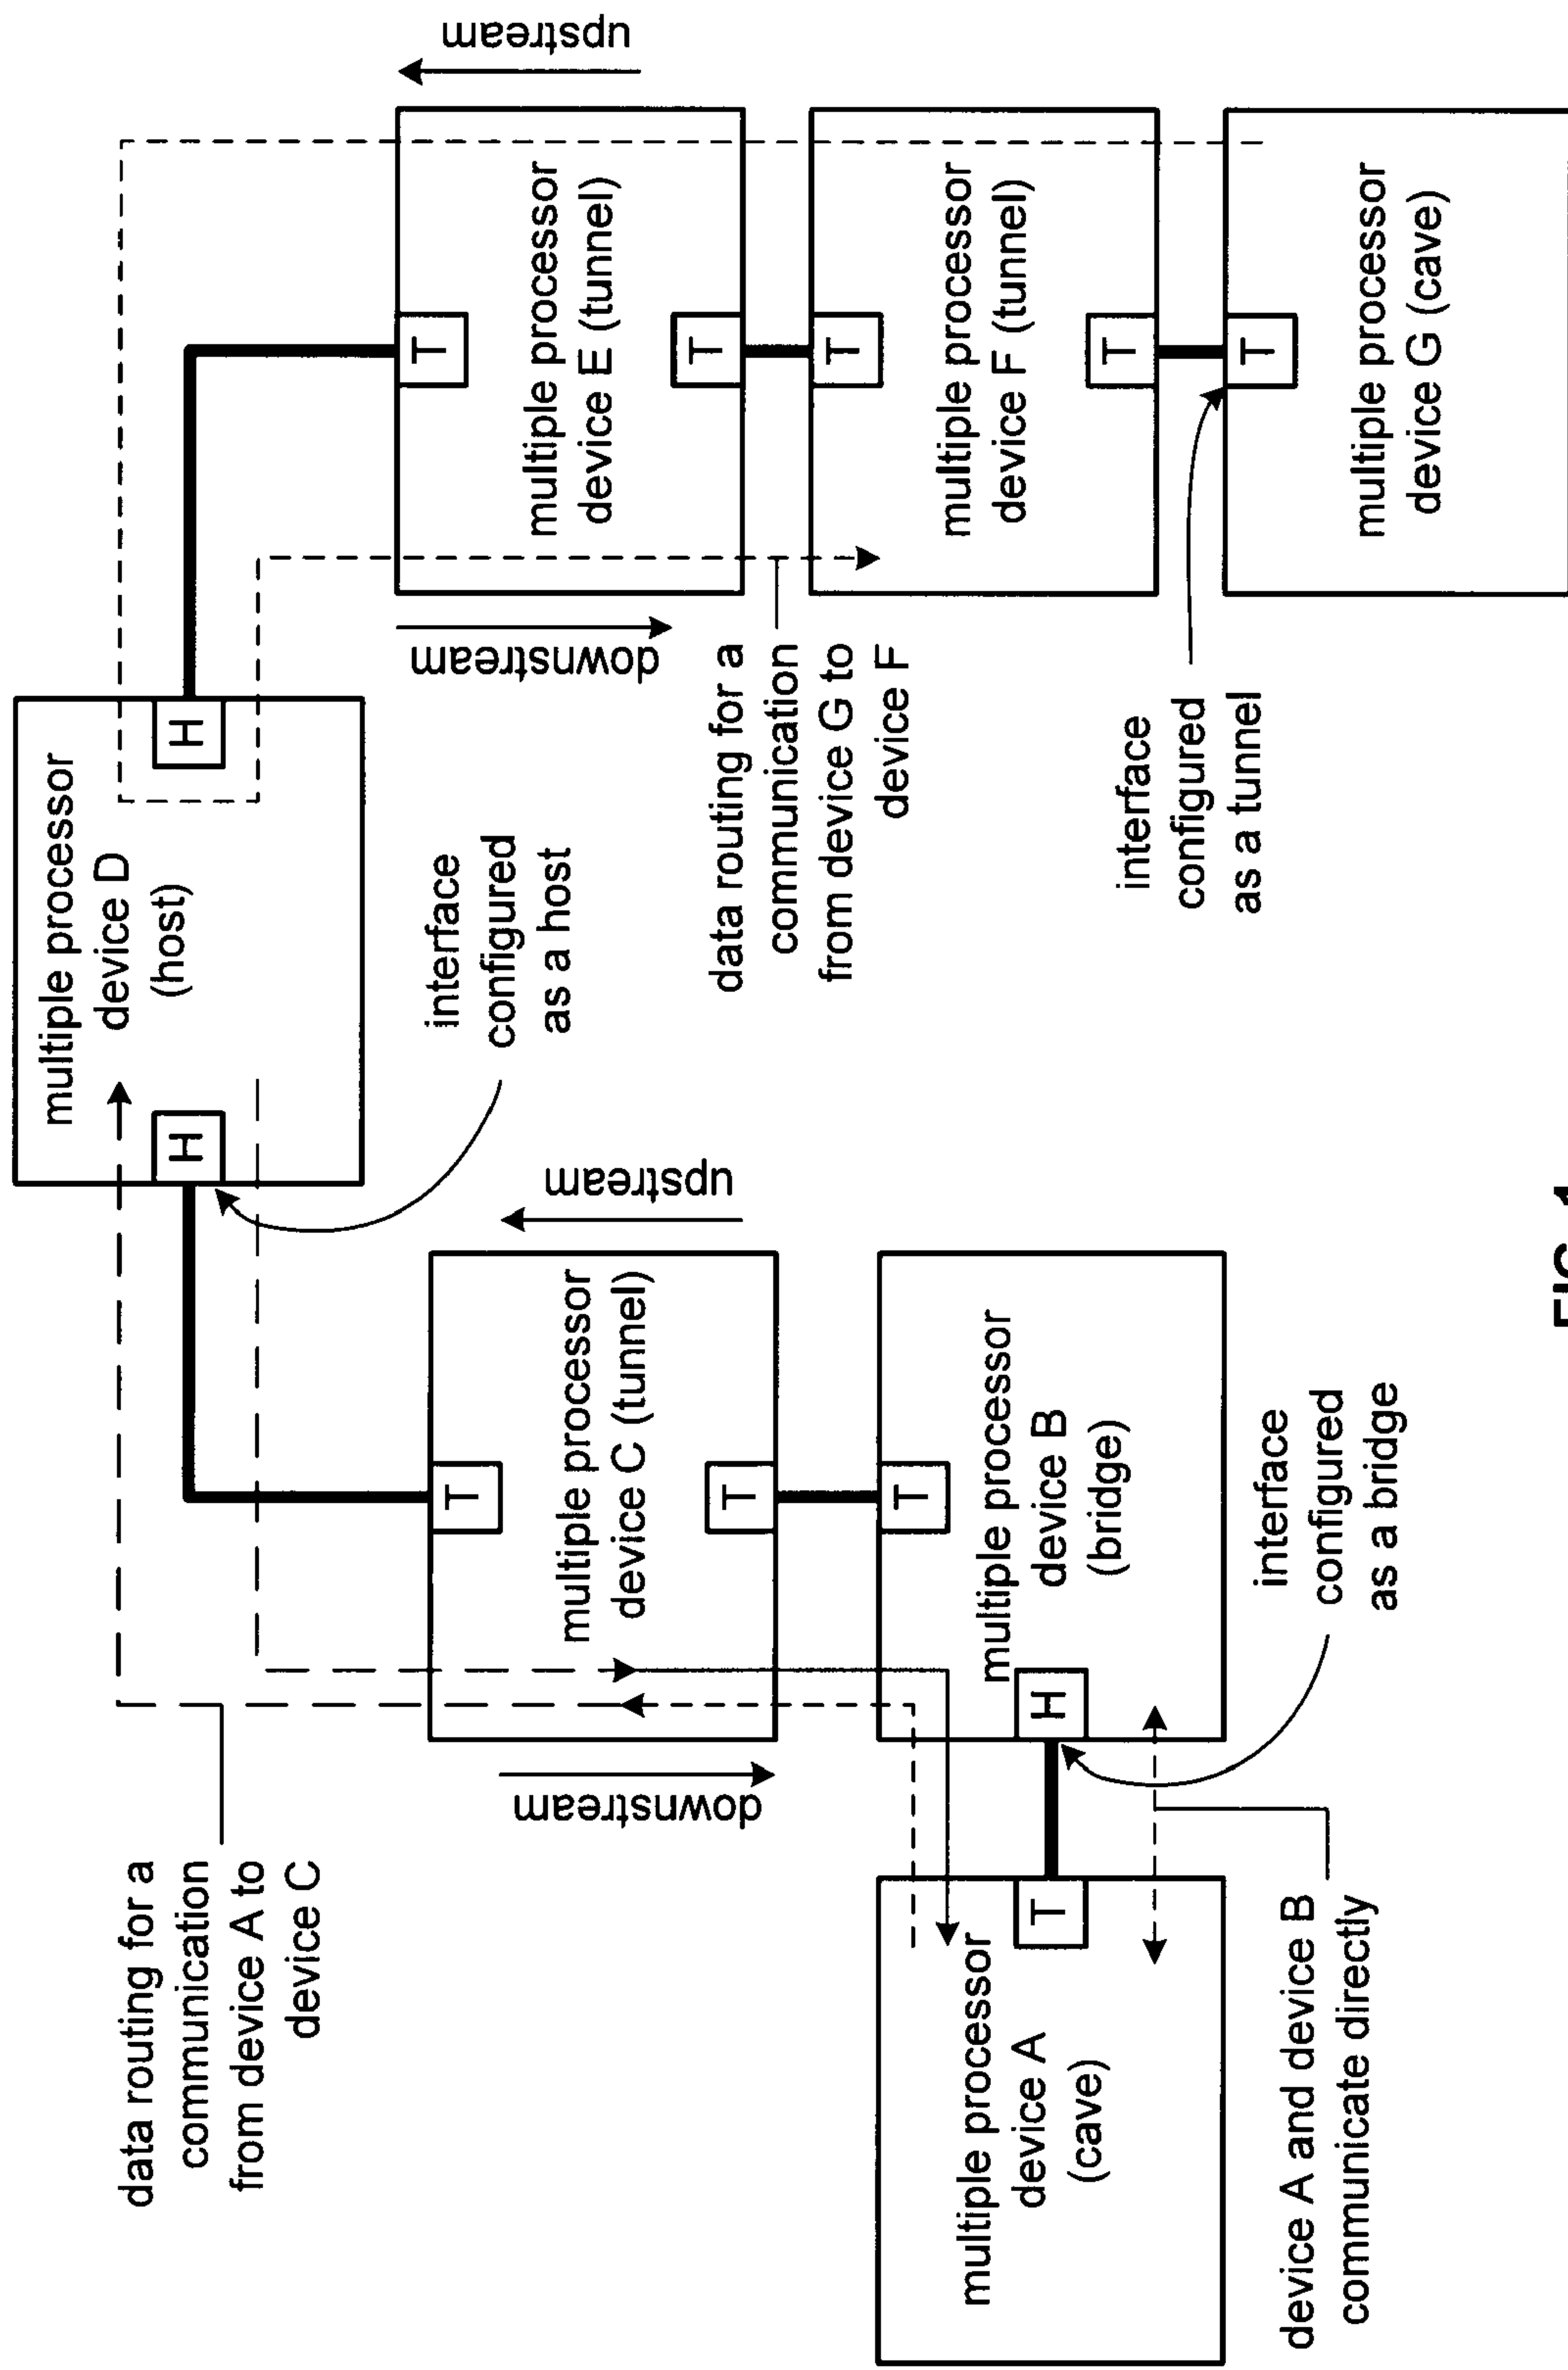 multiple processor
device D
(host)
H
H
interface
configured
as a host
upstream
downstream
multiple processor
device E (tunnel)
T
T
multiple processor
device F (tunnel)
T
T
multiple processor
device G (cave)
T
data routing for a
communication
from device G to
device F
interface
configured
as a tunnel
data routing for a
communication
from device A to
device C
upstream
downstream
multiple processor
device C (tunnel)
T
T
multiple processor
device B
(bridge)
T
H
interface
configured
as a bridge
multiple processor
device A
(cave)
T
device A and device B
communicate directly